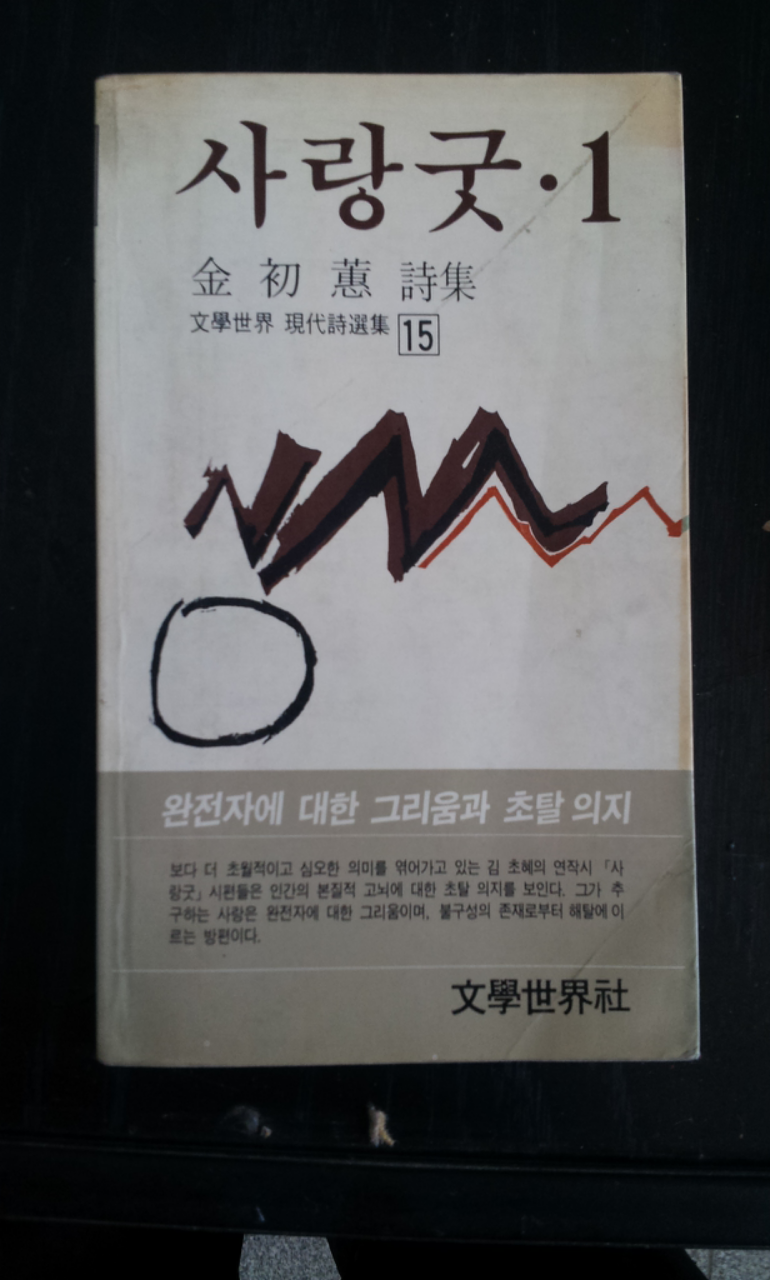 사랑굿·1
金初蕙 詩集
文學世界 現代詩選集 15
완전자에 대한 그리움과 초탈 의지
보다 더 초월적이고 심오한 의미를 엮어가고 있는 김 초혜의 연작시 「사
랑굿」 시편들은 인간의 본질적 고뇌에 대한 초탈 의지를 보인다. 그가 추
구하는 사랑은 완전자에 대한 그리움이며, 불구성의 존재로부터 해탈에 이
르는 방편이다.
文學世界社